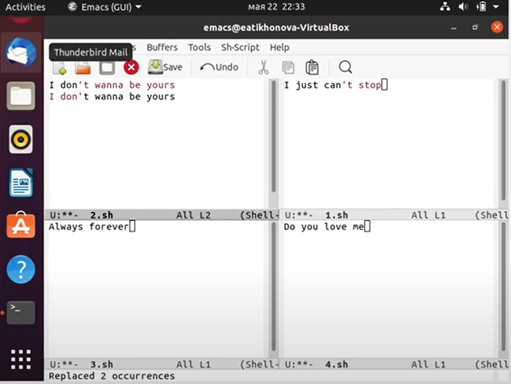 Activities
Emacs (GUI)
мая 22 22:33
emacs@eatikhonova-VirtualBox
Thunderbird Mail
s Buffers Tools Sh-Script Help
Save
Undo
I don't wanna be yours
I don't wanna be yours
U:**- 2.sh All L2 (Shell-
I just can't stop
U:**- 1.sh All L1 (Shell
Always forever
U:**- 3.sh All L1 (Shell-
Do you love me
U:**- 4.sh All L1 (Shell
Replaced 2 occurrences